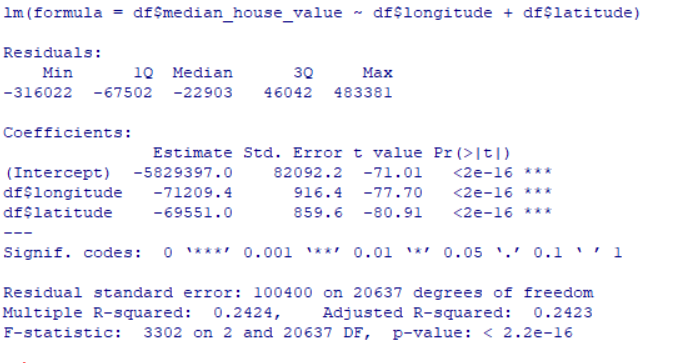 lm(formula = df$median_house_value ~ df$longitude + df$latitude)
Residuals:
Min 1Q Median 3Q Max
-316022 -67502 -22903 46042 483381
Coefficients:
Estimate Std. Error t value Pr(>|t|)
(Intercept) -5829397.0 82092.2 -71.01 <2e-16 ***
df$longitude -71209.4 916.4 -77.70 <2e-16 ***
df$latitude -69551.0 859.6 -80.91 <2e-16 ***
---
Signif. codes: 0 ‘***’ 0.001 ‘**’ 0.01 ‘*’ 0.05 ‘.’ 0.1 ‘ ’ 1
Residual standard error: 100400 on 20637 degrees of freedom
Multiple R-squared: 0.2424, Adjusted R-squared: 0.2423
F-statistic: 3302 on 2 and 20637 DF, p-value: < 2.2e-16